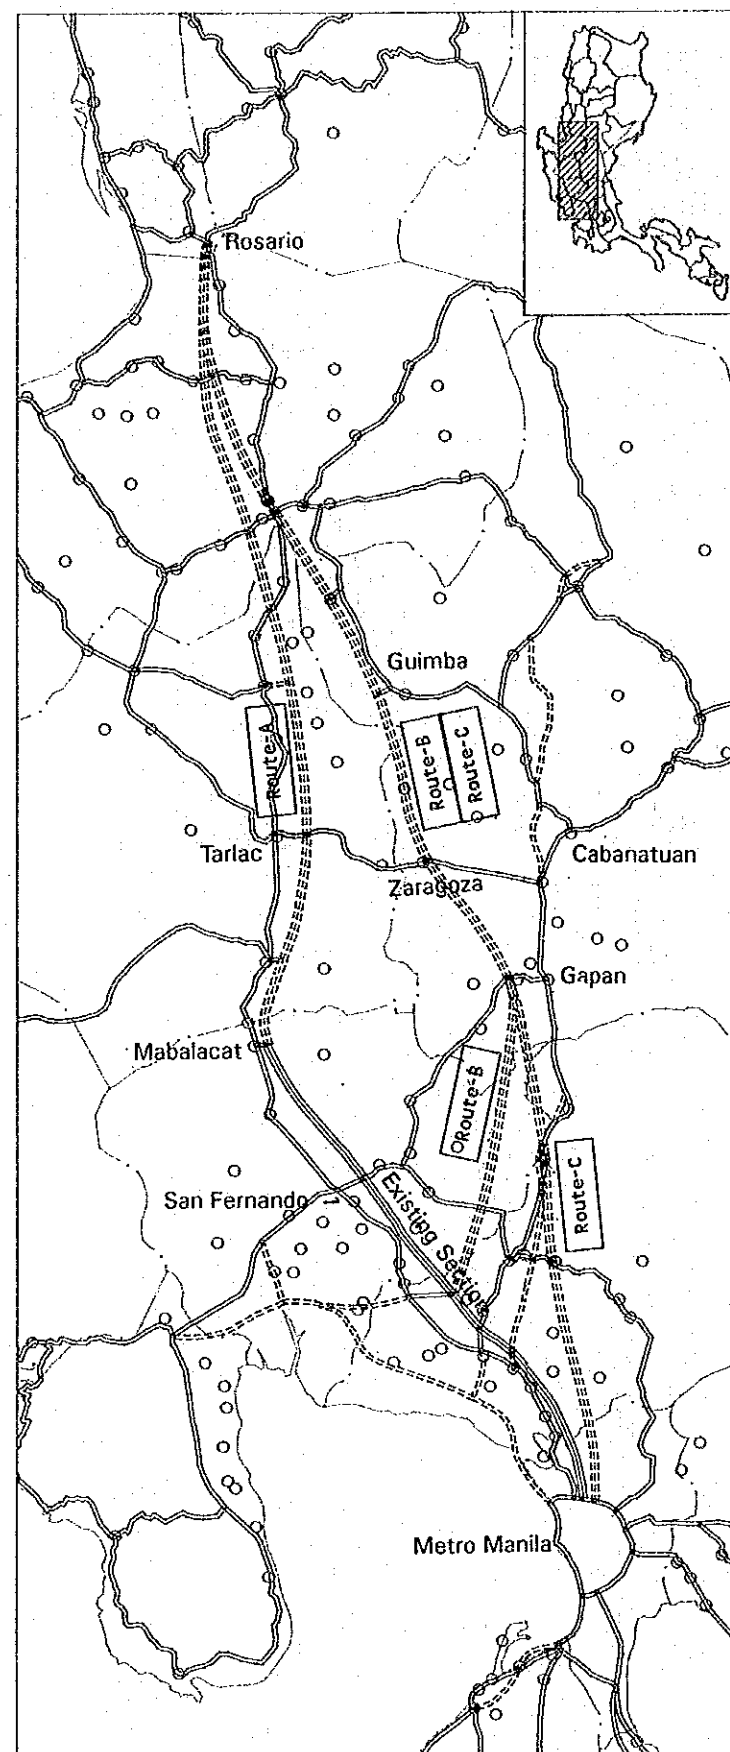 Rosario
Guimba
Route-A
Route-B
Route-C
Tarlac
Zaragoza
Cabanatuan
Gapan
Mabalacat
Route-B
Route-C
San Fernando
Existing Section
Metro Manila